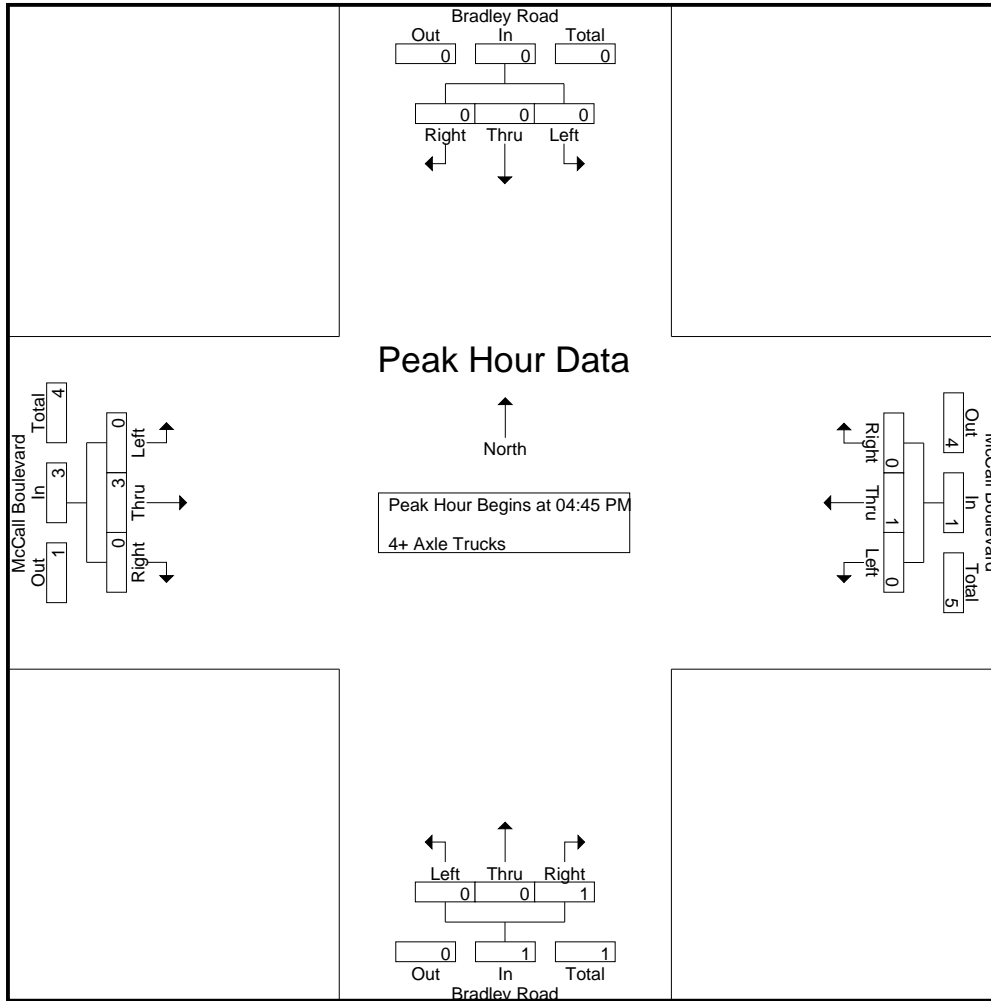 Bradley Road
Out In Total
0 0 0
0 0 0
Right Thru Left
Peak Hour Data
North
Peak Hour Begins at 04:45 PM
4+ Axle Trucks
McCall Boulevard
Out In Total
1 3 4
0 3 0
Left Thru Right
McCall Boulevard
Out In Total
4 1 5
0 1 0
Right Thru Left
Left Thru Right
0 0 1
0 1 1
Out In Total
Bradley Road